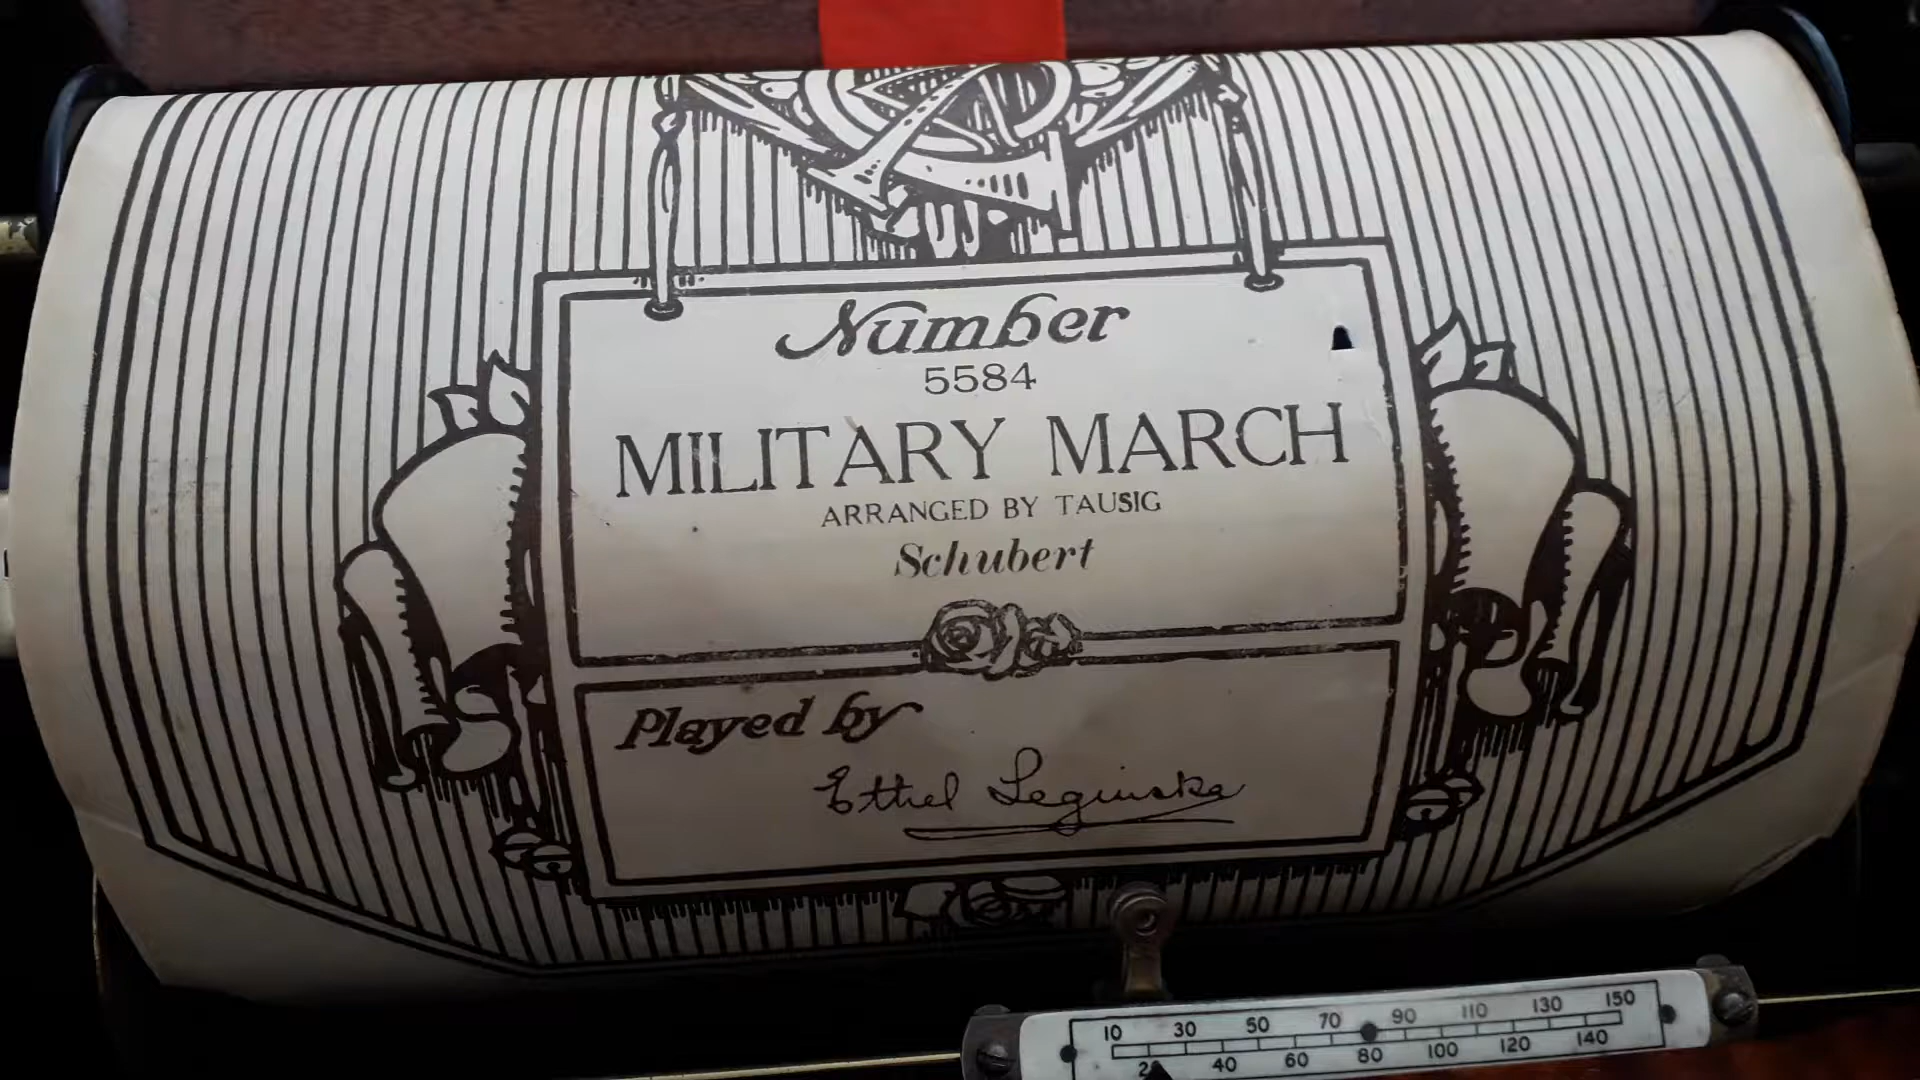 Number
5584
MILITARY MARCH
ARRANGED BY TAUSIG
Schubert
Played by
Ethel Leginska
10 30 50 70 90 110 130 150
40 60 80 100 120 140